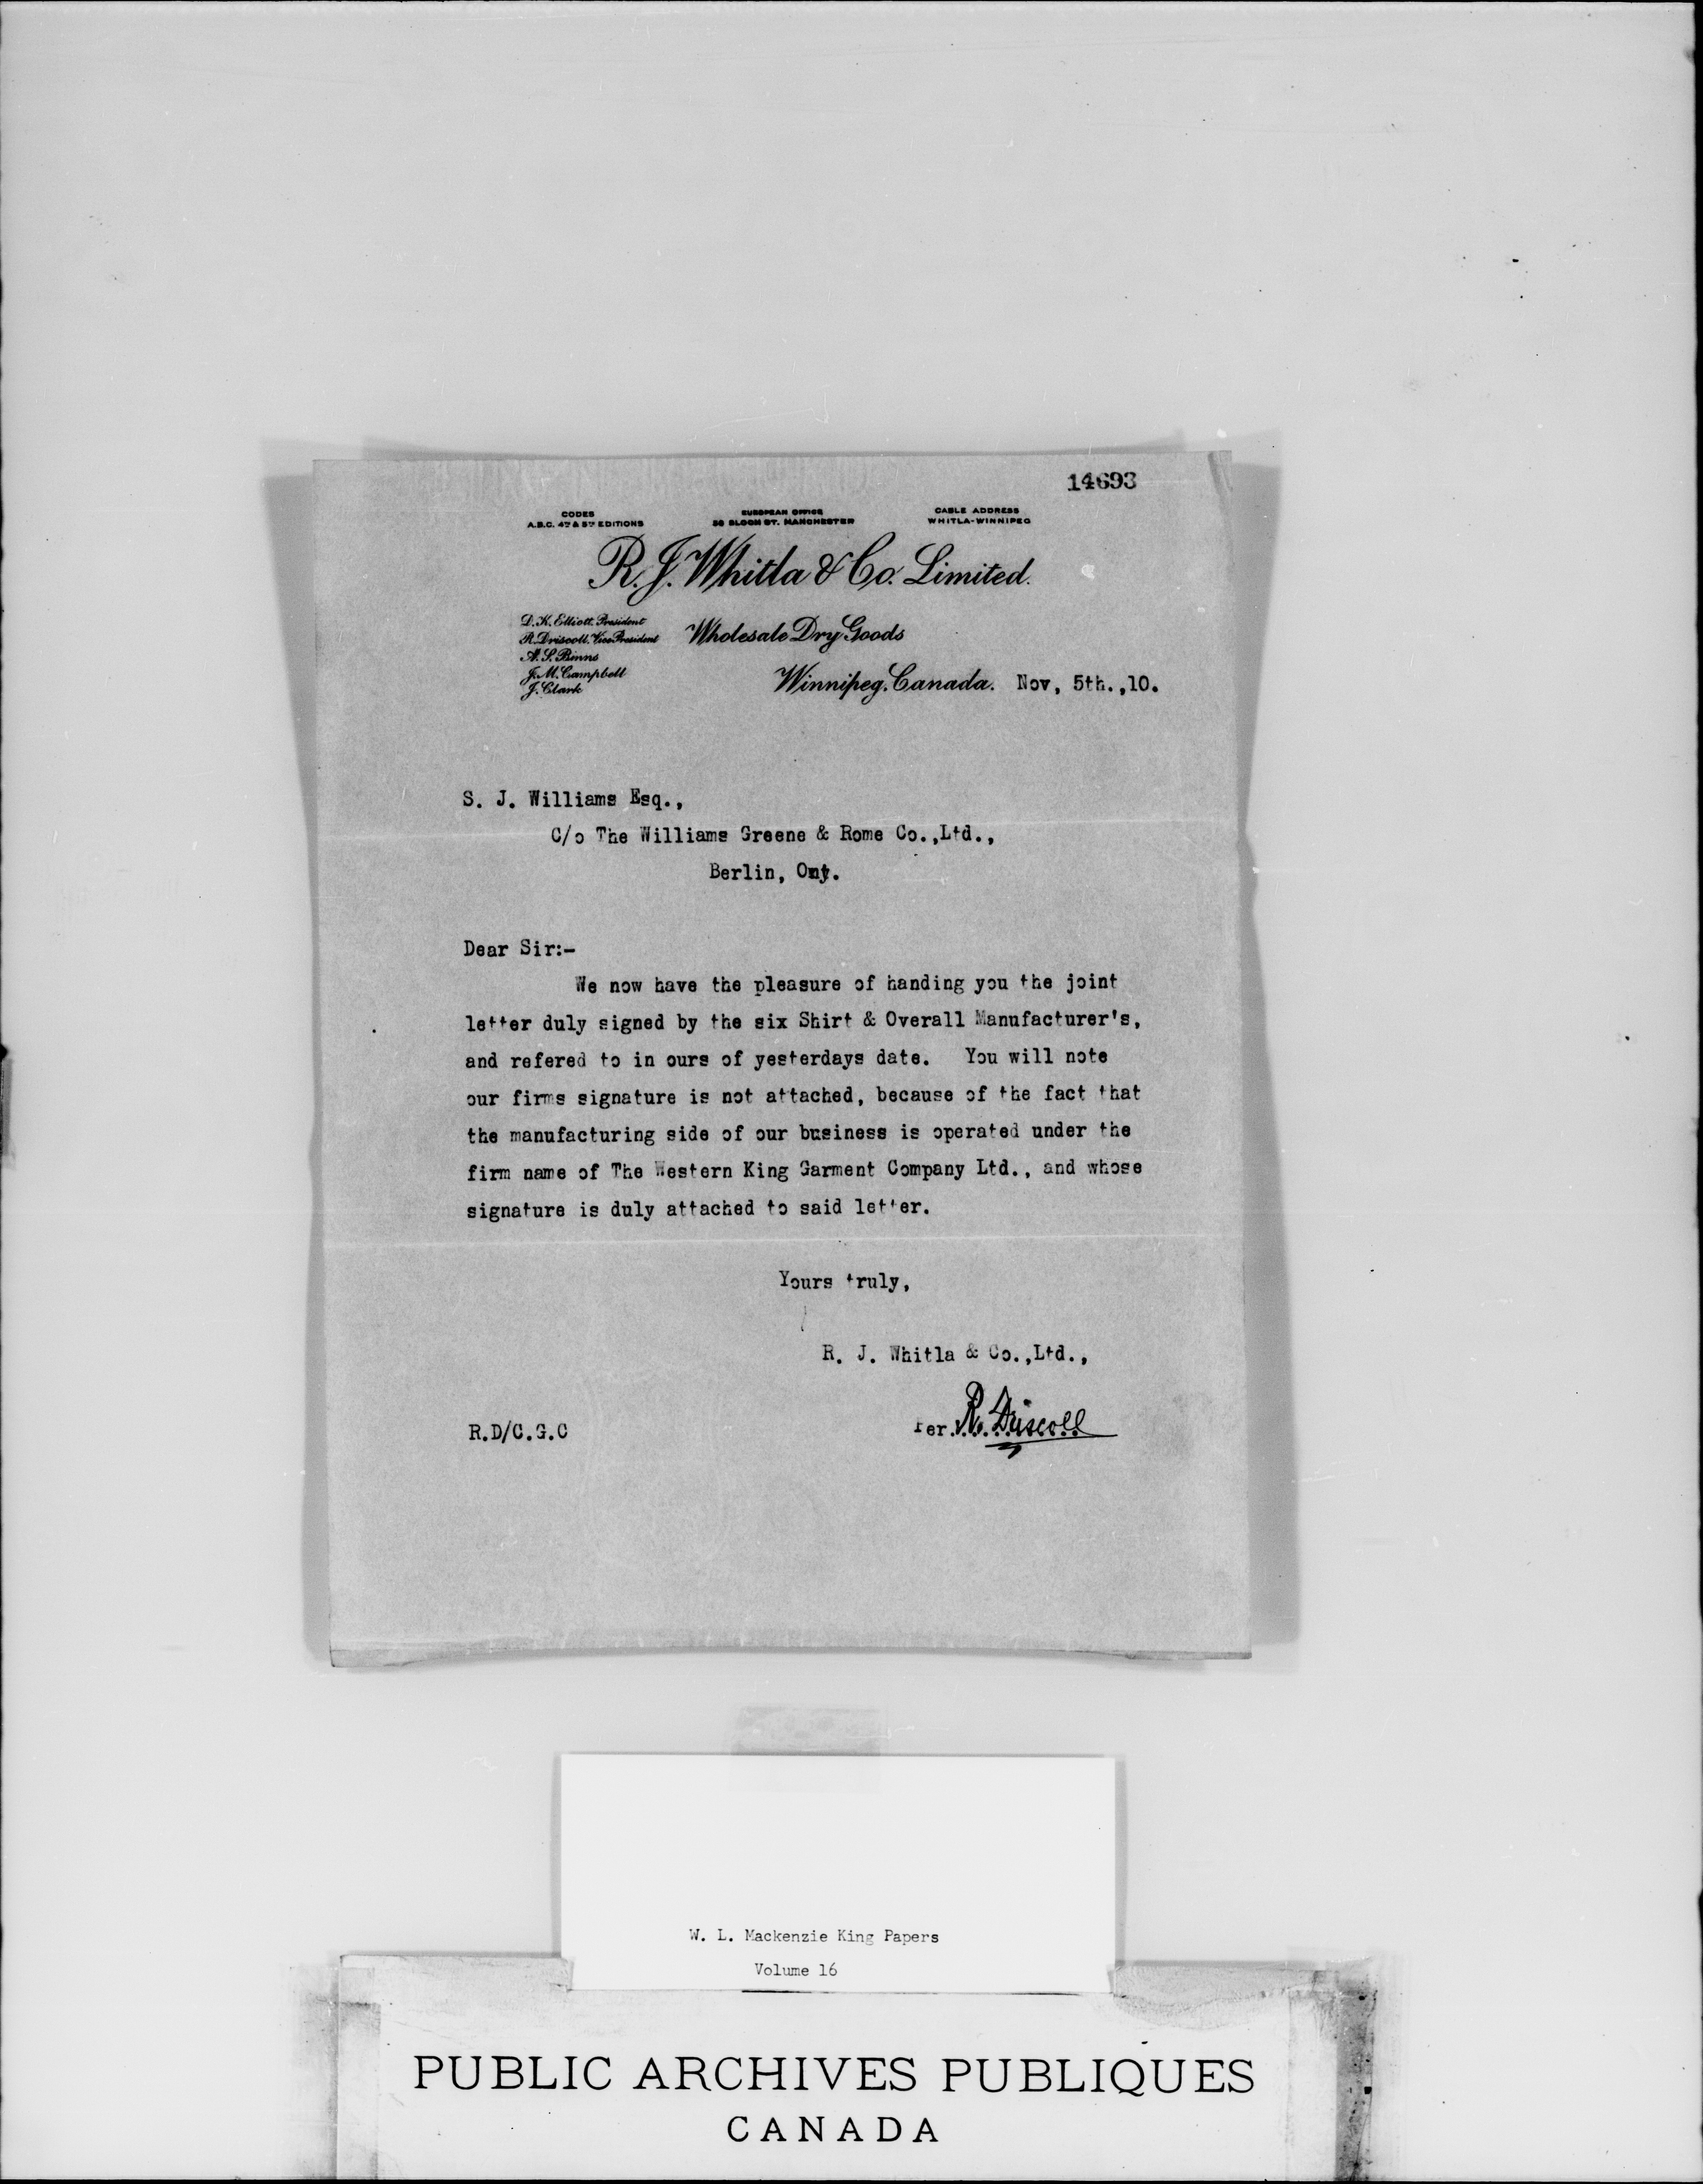 14693
CODES
A.B.C. 4TH & 5TH EDITIONS
EUROPEAN OFFICE
36 BLOOM ST. MANCHESTER
CABLE ADDRESS
WHITLA-WINNIPEG
R. J. Whitla & Co. Limited.
D. K. Elliott. President
R. Driscoll. Vice President
A. S. Binns
J. M. Campbell
J. Clark
Wholesale Dry Goods
Winnipeg, Canada. Nov, 5th.,10.
S. J. Williams Esq.,
C/o The Williams Greene & Rome Co.,Ltd.,
Berlin, Ont.
Dear Sir:-
We now have the pleasure of handing you the joint
letter duly signed by the six Shirt & Overall Manufacturer's,
and refered to in ours of yesterdays date. You will note
our firms signature is not attached, because of the fact that
the manufacturing side of our business is operated under the
firm name of The Western King Garment Company Ltd., and whose
signature is duly attached to said letter.
Yours truly,
R. J. Whitla & Co.,Ltd.,
Per. R. Driscoll
R.D/C.G.C
W. L. Mackenzie King Papers
Volume 16
PUBLIC ARCHIVES PUBLIQUES
CANADA